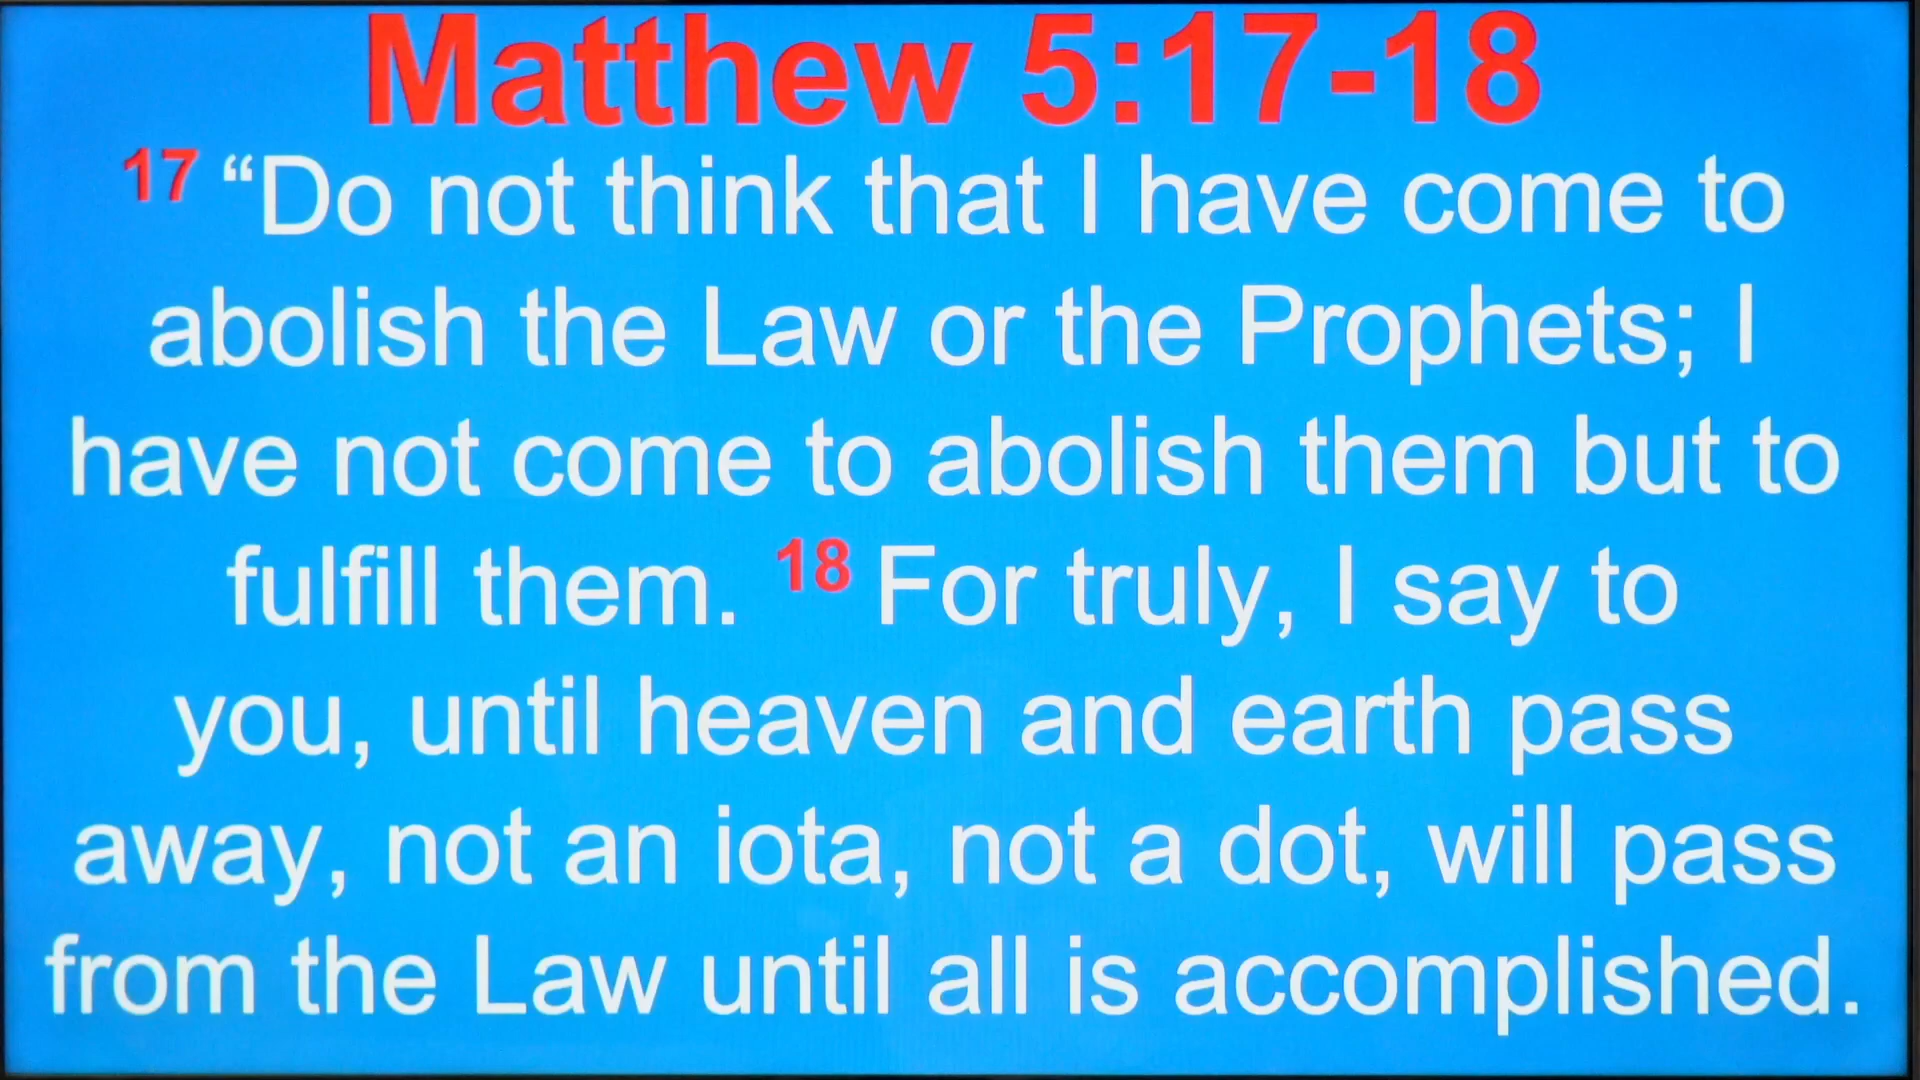 Matthew 5:17-18
17 “Do not think that I have come to
abolish the Law or the Prophets; I
have not come to abolish them but to
fulfill them. 18 For truly, I say to
you, until heaven and earth pass
away, not an iota, not a dot, will pass
from the Law until all is accomplished.